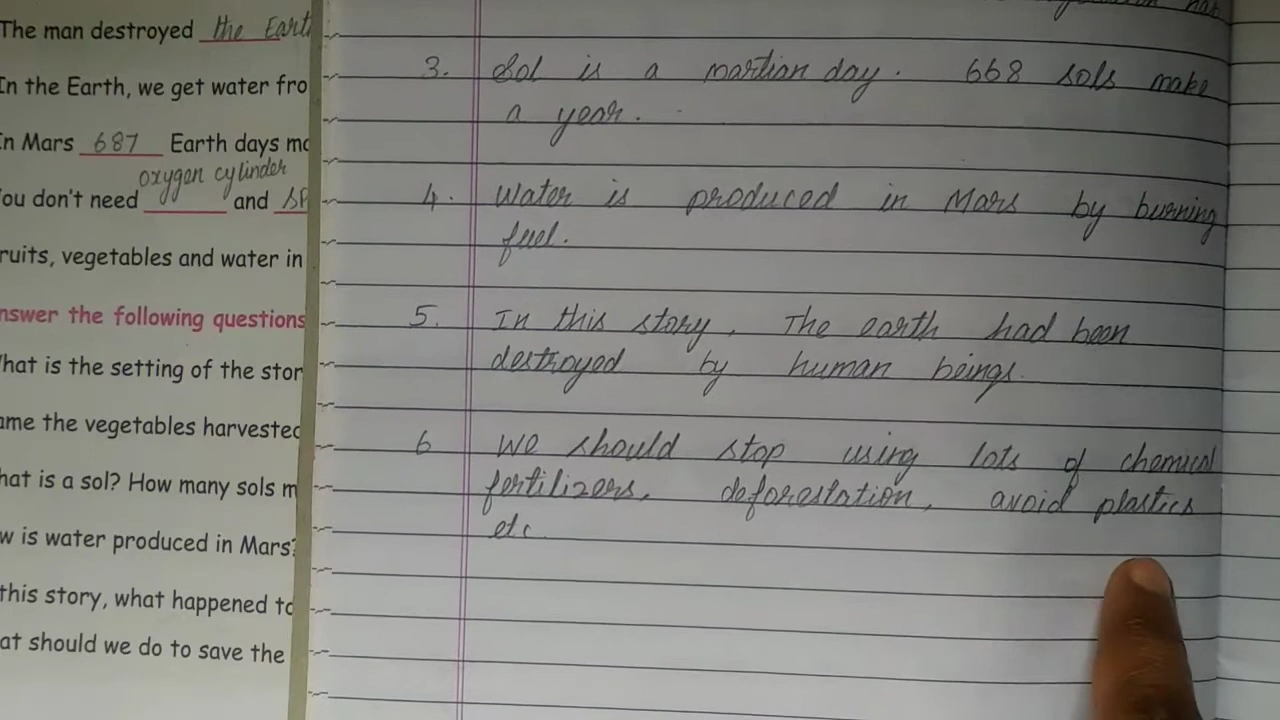 The man destroyed the Eart
In the Earth, we get water fro
In Mars 687 Earth days mo
oxygen cylinder
You don't need and SP
ruits, vegetables and water in
nswer the following questions
hat is the setting of the stor
ame the vegetables harvested
hat is a sol? How many sols m
w is water produced in Mars?
this story, what happened to
at should we do to save the
3. Sol is a martian day. 668 sols make
a year.
4. Water is produced in Mars by burning
fuel.
5. In this story, The earth had been
destroyed by human beings.
6 We should stop using lots of chemical
fertilizers, deforestation, avoid plastics
etc